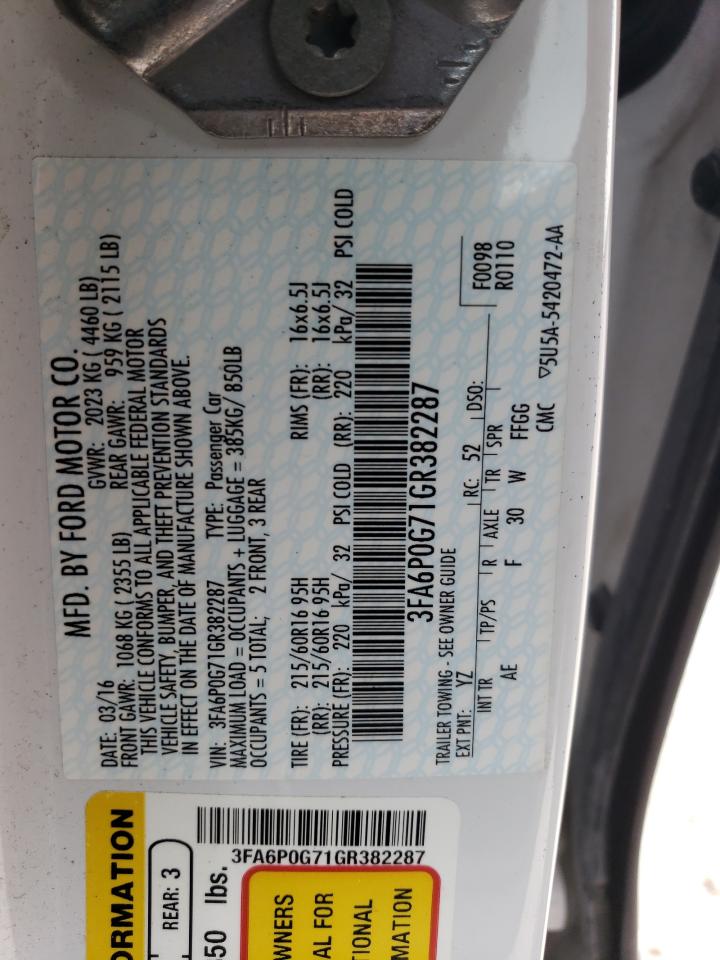 MFD. BY FORD MOTOR CO.
DATE: 03/16 GVWR: 2023 KG ( 4460 LB)
FRONT GAWR: 1068 KG ( 2355 LB) REAR GAWR: 959 KG ( 2115 LB)
THIS VEHICLE CONFORMS TO ALL APPLICABLE FEDERAL MOTOR
VEHICLE SAFETY, BUMPER, AND THEFT PREVENTION STANDARDS
IN EFFECT ON THE DATE OF MANUFACTURE SHOWN ABOVE.
VIN: 3FA6P0G71GR382287 TYPE: Passenger Car
MAXIMUM LOAD = OCCUPANTS + LUGGAGE = 385KG/ 850LB
OCCUPANTS = 5 TOTAL; 2 FRONT, 3 REAR
TIRE (FR): 215/60R16 95H RIMS (FR): 16x6.5J
(RR): 215/60R16 95H (RR): 16x6.5J
PRESSURE (FR): 220 kPa/ 32 PSI COLD (RR): 220 kPa/ 32 PSI COLD
3FA6P0G71GR382287
TRAILER TOWING - SEE OWNER GUIDE
EXT PNT: YZ RC: 52 DSO: F0098
R0110
INT TR TP/PS R AXLE TR SPR
AE F 30 W FFGG
CMC ▽5U5A-5420472-AA
ORMATION
REAR: 3
50 lbs.
3FA6P0G71GR382287
WNERS
AL FOR
TIONAL
MATION